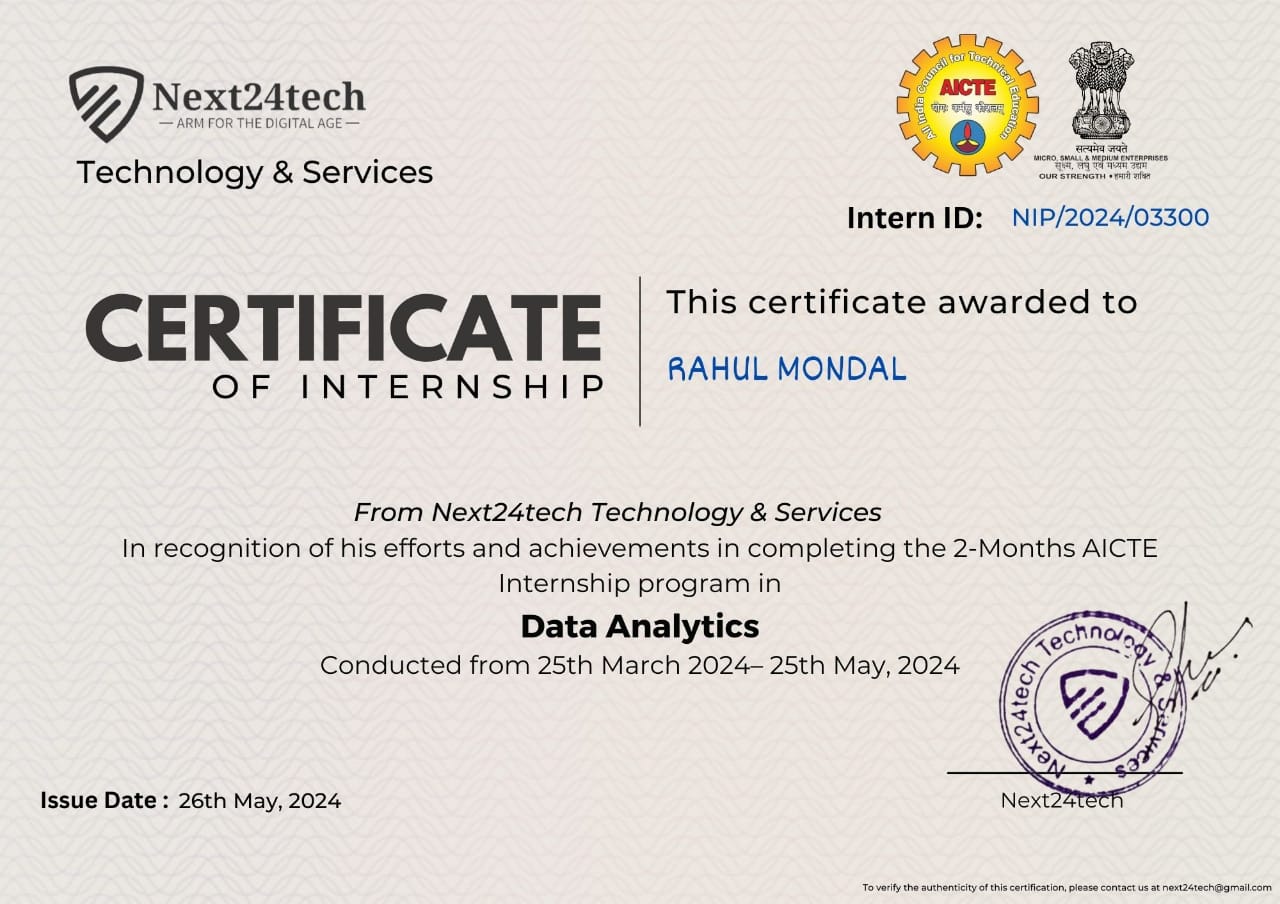 Next24tech
— ARM FOR THE DIGITAL AGE —
Technology & Services
All India Council for Technical Education
AICTE
योगः कर्मसु कौशलम्
सत्यमेव जयते
MICRO, SMALL & MEDIUM ENTERPRISES
सूक्ष्म, लघु एवं मध्यम उद्यम
OUR STRENGTH • हमारी शक्ति
Intern ID: NIP/2024/03300
CERTIFICATE
OF INTERNSHIP
This certificate awarded to
RAHUL MONDAL
From Next24tech Technology & Services
In recognition of his efforts and achievements in completing the 2-Months AICTE
Internship program in
Data Analytics
Conducted from 25th March 2024– 25th May, 2024
Next24tech Technology & Services
Issue Date : 26th May, 2024
Next24tech
To verify the authenticity of this certification, please contact us at next24tech@gmail.com